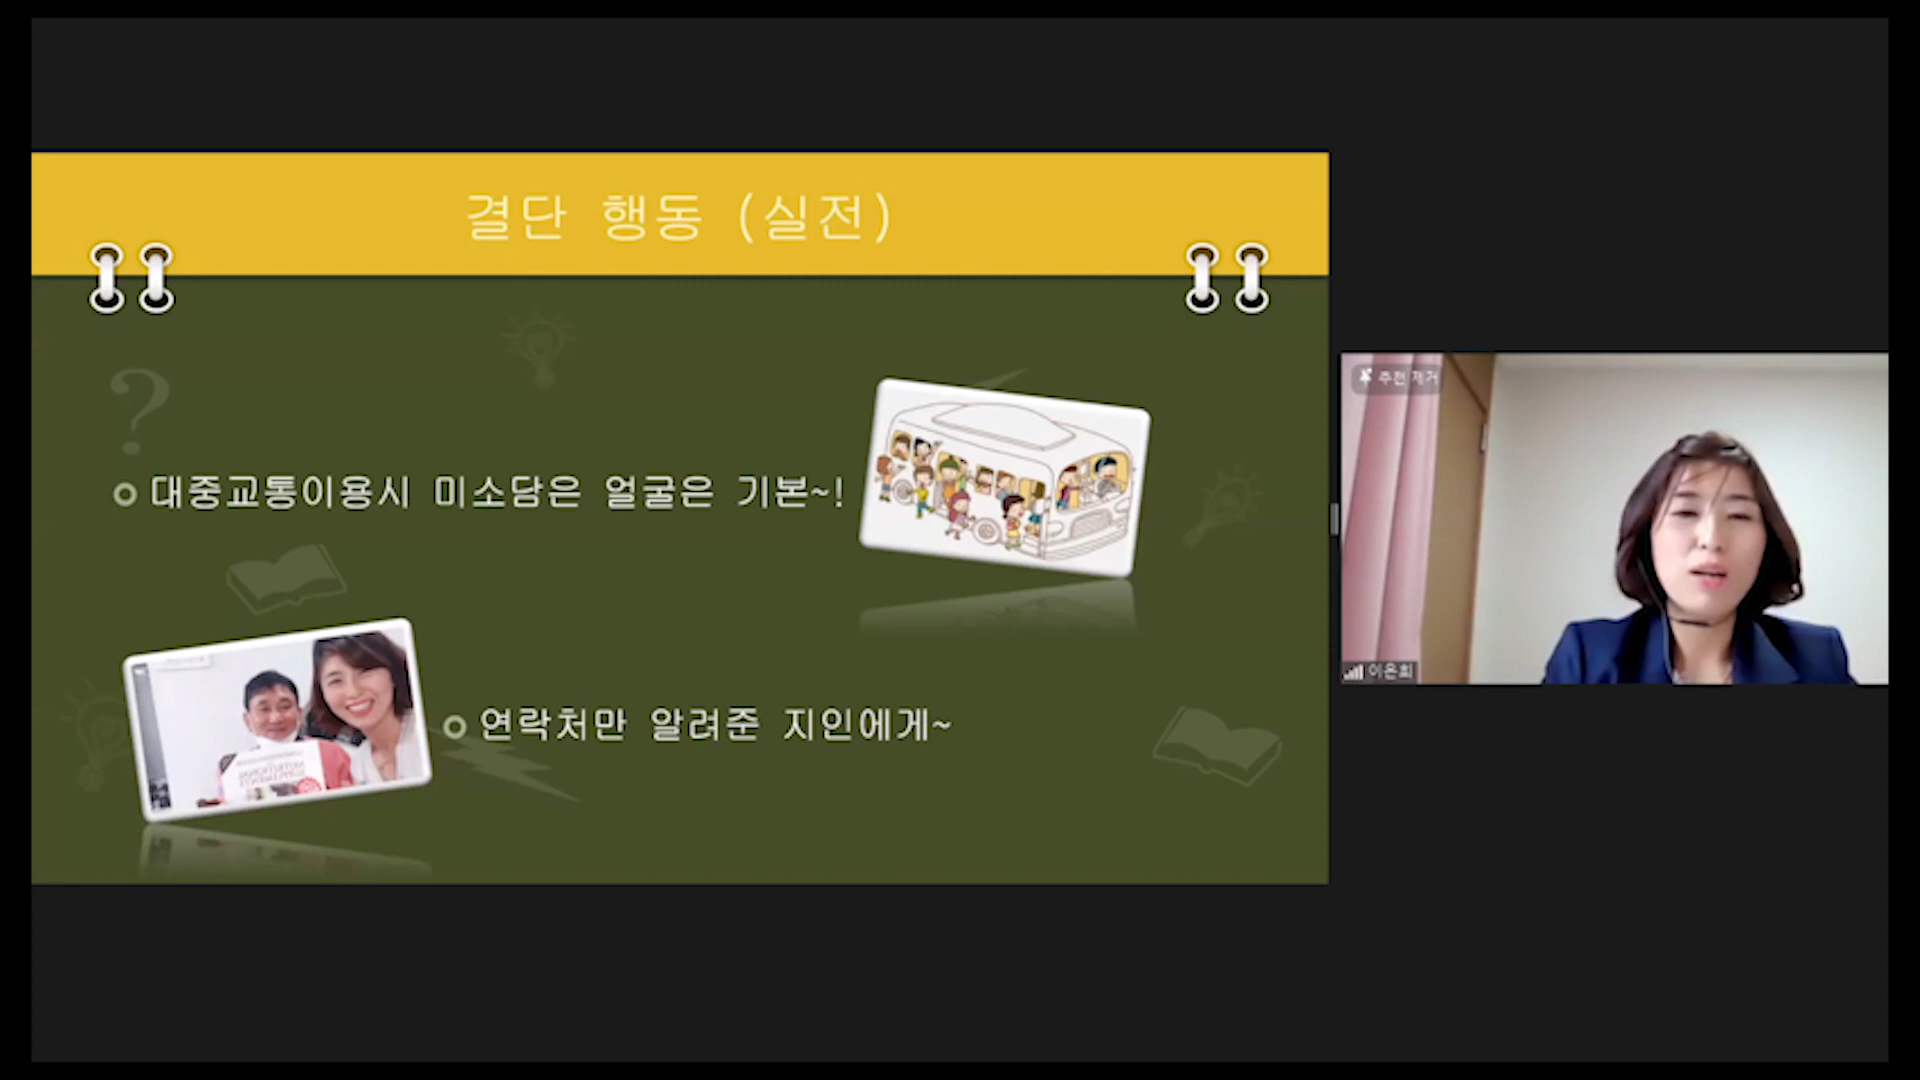 결단 행동 (실전)
대중교통이용시 미소담은 얼굴은 기본~!
연락처만 알려준 지인에게~
추천 제거
이은희
NUTRITIONAL
SUPPLEMENTS